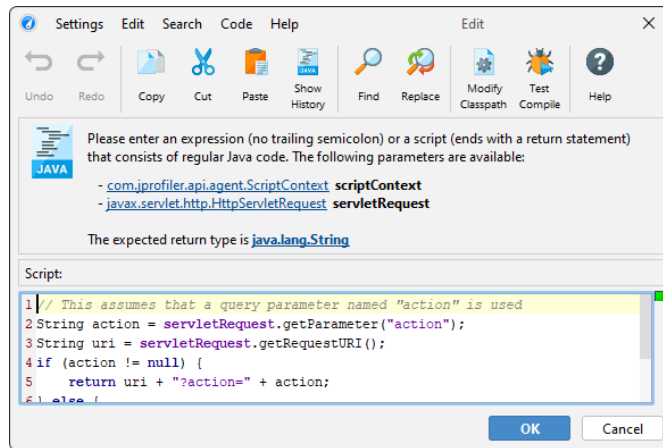 Settings Edit Search Code Help Edit
Undo Redo Copy Cut Paste Show History Find Replace Modify Classpath Test Compile Help
JAVA
JAVA
Please enter an expression (no trailing semicolon) or a script (ends with a return statement)
that consists of regular Java code. The following parameters are available:
- com.jprofiler.api.agent.ScriptContext scriptContext
- javax.servlet.http.HttpServletRequest servletRequest
The expected return type is java.lang.String
Script:
1 // This assumes that a query parameter named "action" is used
2 String action = servletRequest.getParameter("action");
3 String uri = servletRequest.getRequestURI();
4 if (action != null) {
5     return uri + "?action=" + action;
6 } else {
OK Cancel